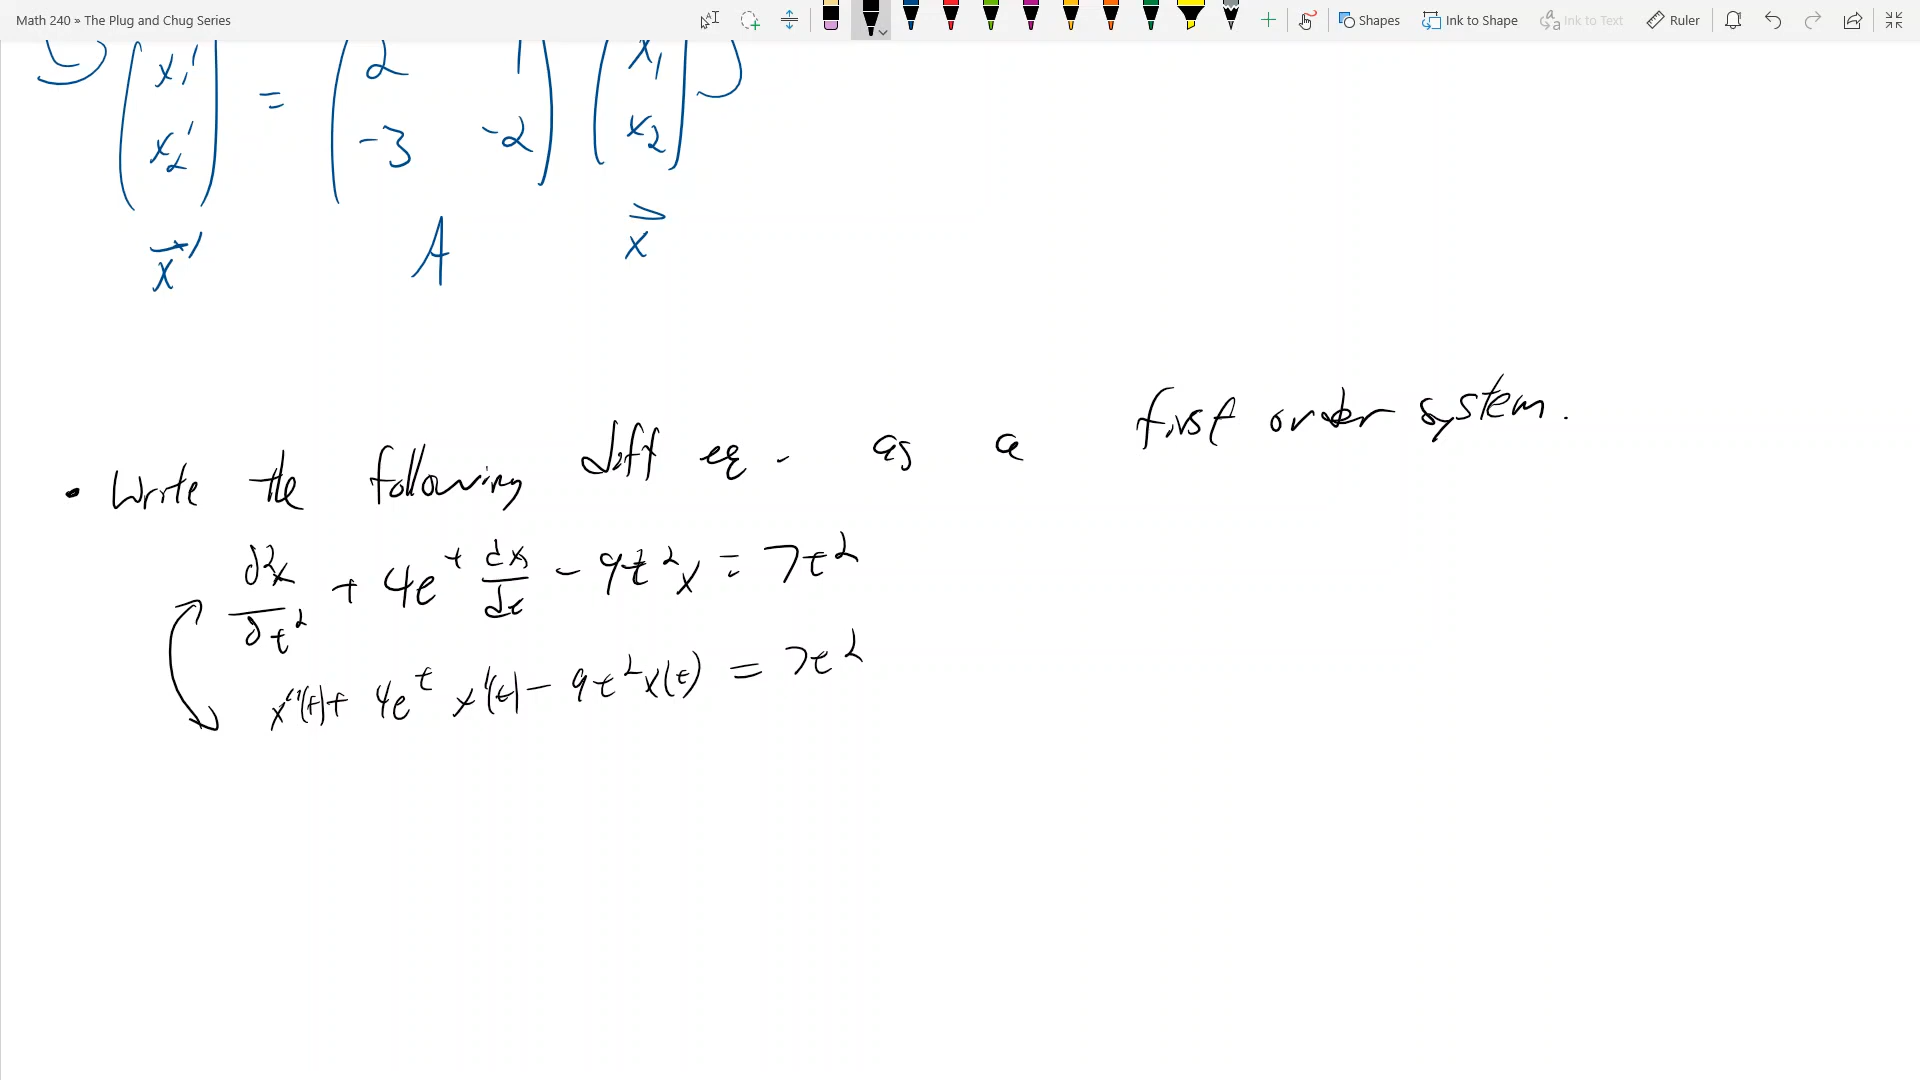 Math 240 » The Plug and Chug Series
Shapes Ink to Shape Ink to Text Ruler
x₁' = 2 1 x₁
x₂' -3 -2 x₂
x⃗' A x⃗
• Write the following diff eq. as a first order system.
d²x/dt² + 4e^t dx/dt - 9t²x = 7t²
x''(t) + 4e^t x'(t) - 9t²x(t) = 7t²